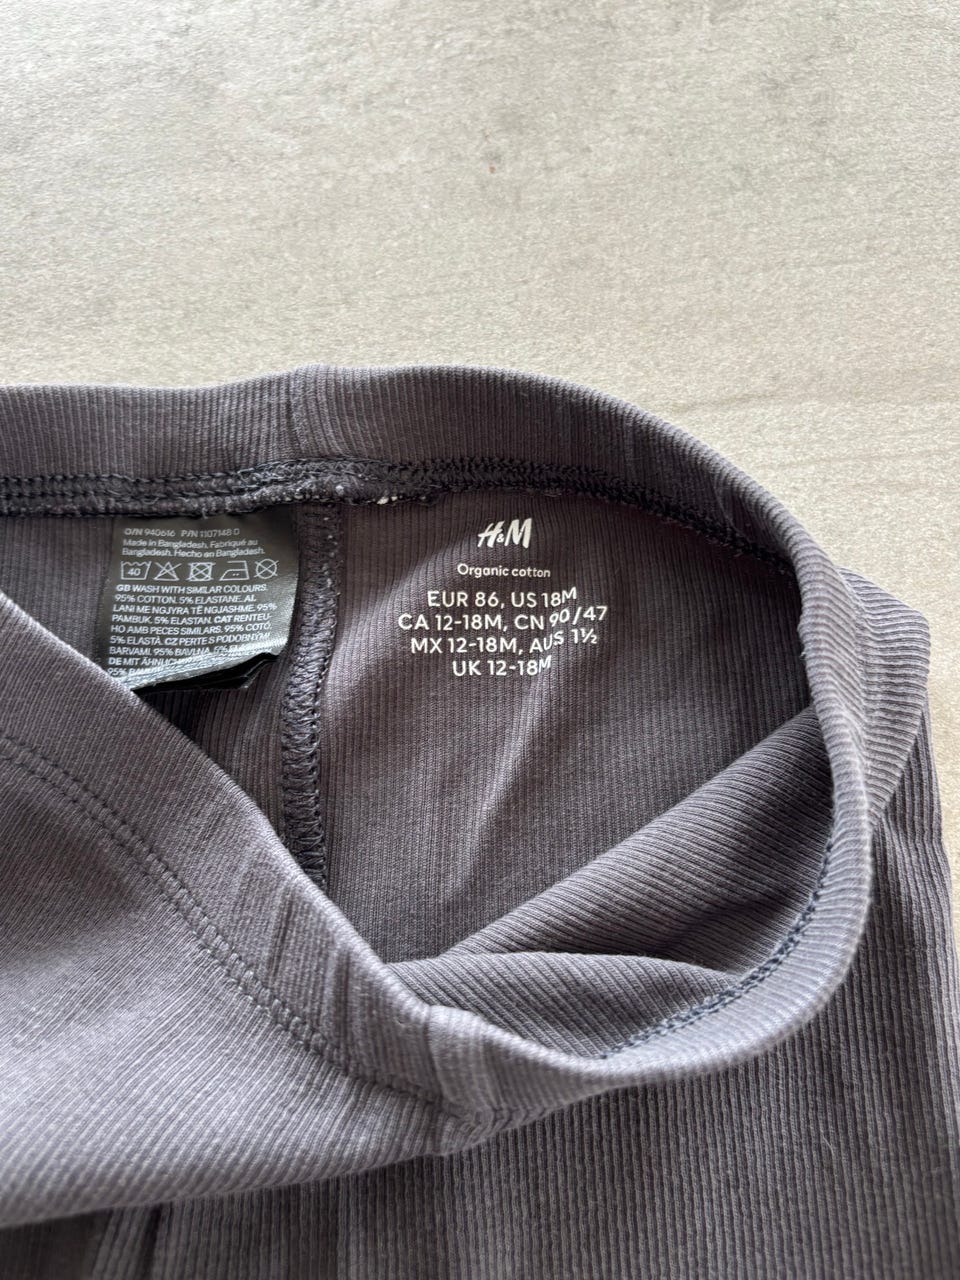 O/N 940616 P/N 1107148 D
Made in Bangladesh. Fabriqué au
Bangladesh. Hecho en Bangladesh.
40
GB WASH WITH SIMILAR COLOURS.
95% COTTON. 5% ELASTANE. AL
LANI ME NGJYRA TË NGJASHME. 95%
PAMBUK. 5% ELASTAN. CAT RENTEU-
HO AMB PECES SIMILARS. 95% COTÓ.
5% ELASTÀ. CZ PERTE S PODOBNÝMI
BARVAMI. 95% BAVLNA. 5%
DE MIT
95%
H&M
Organic cotton
EUR 86, US 18M
CA 12-18M, CN 90/47
MX 12-18M, AUS 1½
UK 12-18M